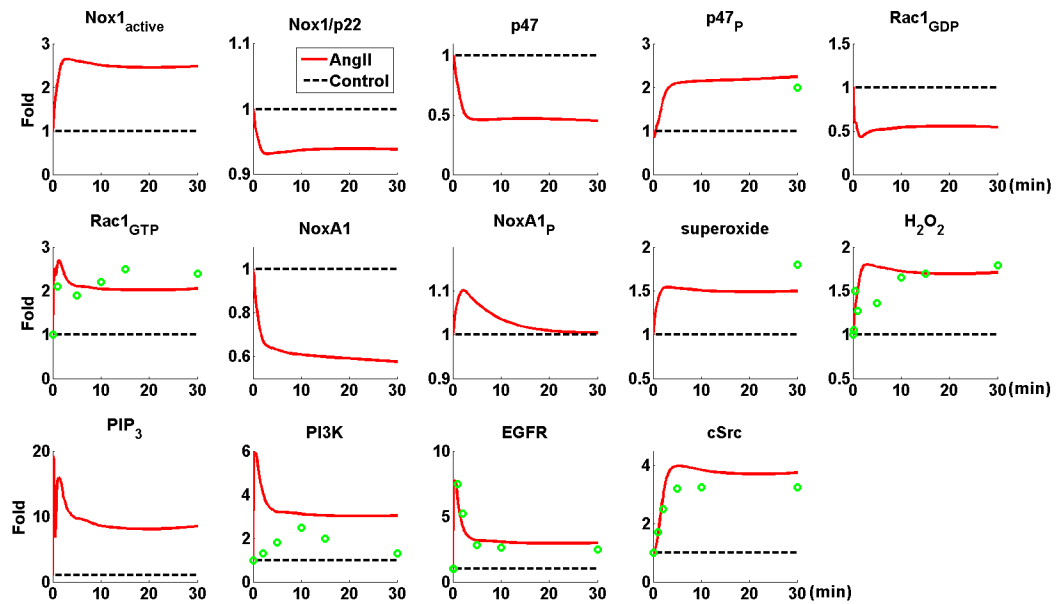 Nox1active Nox1/p22 p47 p47P Rac1GDP
Fold
3 2 1 0
0 10 20 30
1.1 1 0.9
0 10 20 30
AngII
Control
1 0.5 0
0 10 20 30
3 2 1 0
0 10 20 30
1.5 1 0.5 0
0 10 20 30 (min)
Rac1GTP NoxA1 NoxA1P superoxide H2O2
Fold
3 2 1 0
0 10 20 30
1 0.8 0.6
0 10 20 30
1.1 1 0.9
0 10 20 30
2 1.5 1 0.5
0 10 20 30
2 1.5 1 0.5
0 10 20 30 (min)
PIP3 PI3K EGFR cSrc
Fold
20 10 0
0 10 20 30
6 4 2 0
0 10 20 30
10 5 0
0 10 20 30
4 2 0
0 10 20 30 (min)